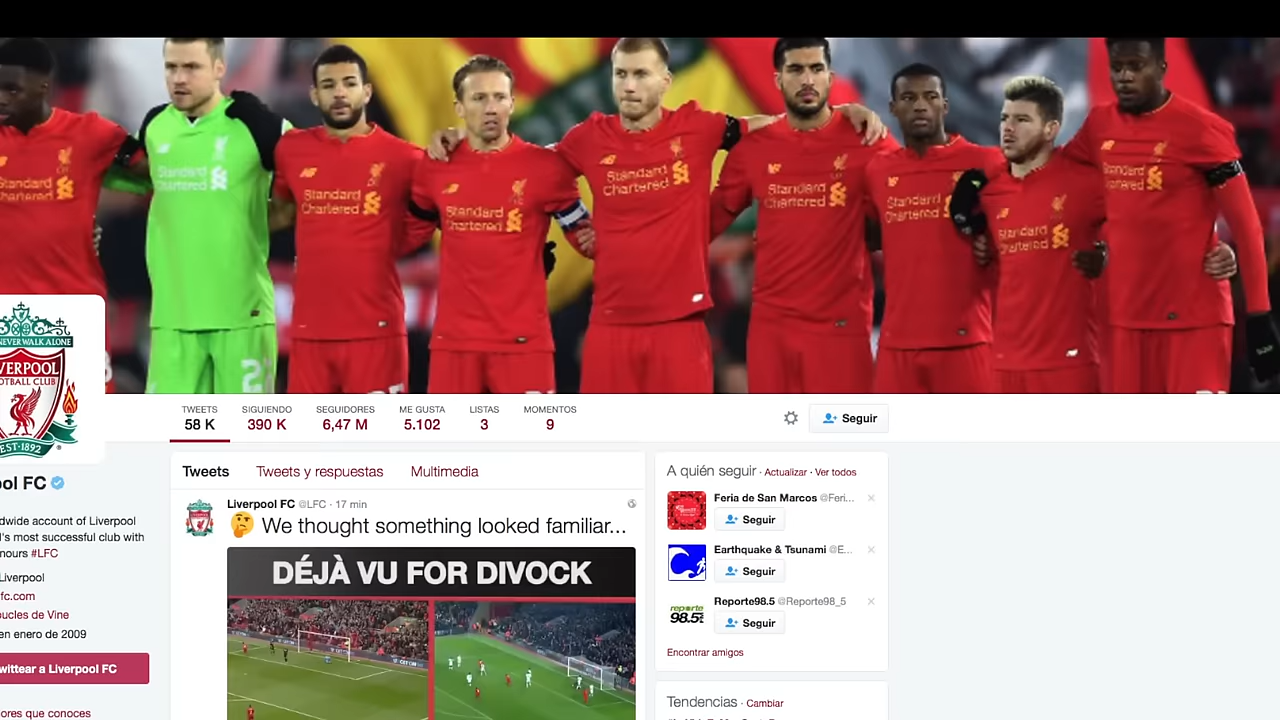 Standard
Chartered
Standard
Chartered
Standard
Chartered
Standard
Chartered
Standard
Chartered
Standard
Chartered
Standard
Chartered
Standard
Chartered
Standard
Chartered
NEVER WALK ALONE
VERPOOL
OTBALL CLUB
EST·1892
TWEETS SIGUIENDO SEGUIDORES ME GUSTA LISTAS MOMENTOS
58 K 390 K 6,47 M 5.102 3 9
Seguir
ool FC
dwide account of Liverpool
l's most successful club with
nours #LFC
Liverpool
fc.com
oucles de Vine
en enero de 2009
wittear a Liverpool FC
ores que conoces
Tweets Tweets y respuestas Multimedia
Liverpool FC @LFC · 17 min
🤔 We thought something looked familiar...
DÉJÀ VU FOR DIVOCK
A quién seguir · Actualizar · Ver todos
Feria de San Marcos @Feri...
Seguir
Earthquake & Tsunami @E...
Seguir
reporte
98.5
Reporte98.5 @Reporte98_5
Seguir
Encontrar amigos
Tendencias · Cambiar